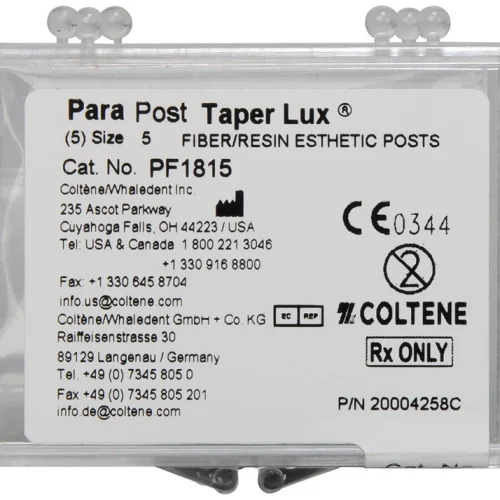 Para Post Taper Lux ®
(5) Size 5 FIBER/RESIN ESTHETIC POSTS
Cat. No. PF1815
Coltène/Whaledent Inc.
235 Ascot Parkway
Cuyahoga Falls, OH 44223 / USA
Tel: USA & Canada 1 800 221 3046
+1 330 916 8800
Fax: +1 330 645 8704
info.us@coltene.com
Coltène/Whaledent GmbH + Co. KG EC REP
Raiffeisenstrasse 30
89129 Langenau / Germany
Tel. +49 (0) 7345 805 0
Fax +49 (0) 7345 805 201
info.de@coltene.com
CE 0344
2
COLTENE
Rx ONLY
P/N 20004258C
Cat. No.